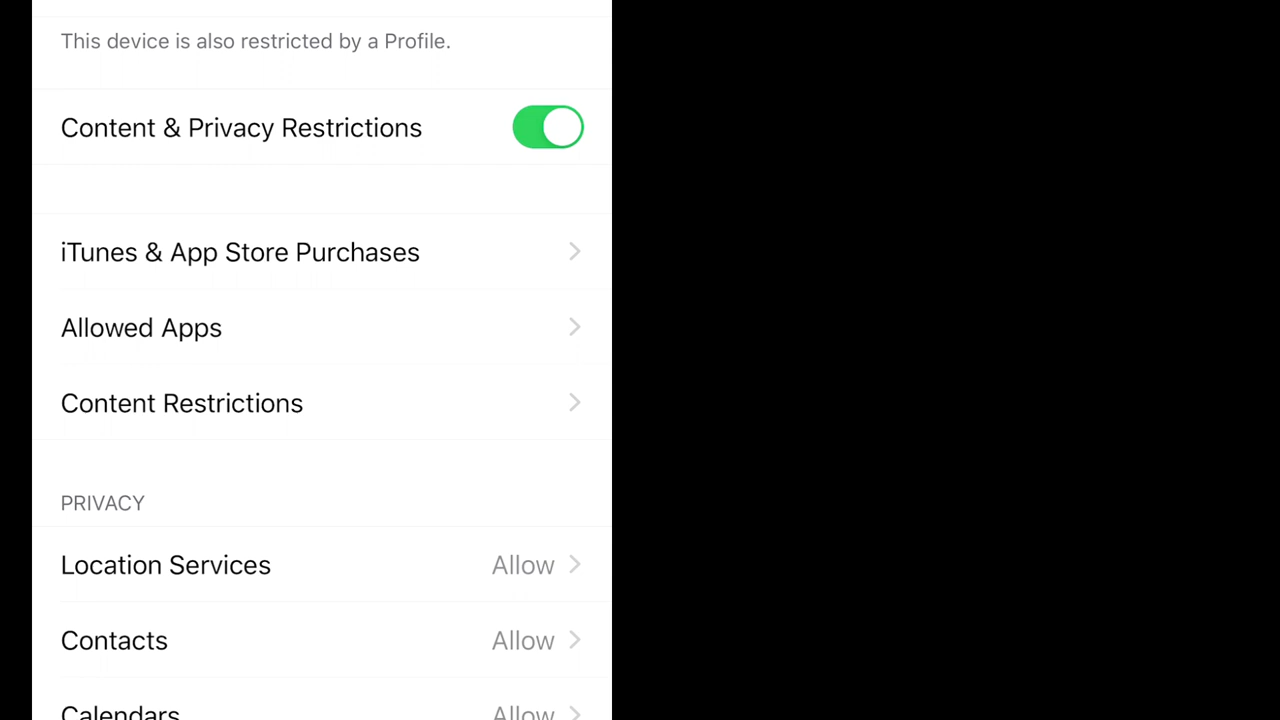 This device is also restricted by a Profile.
Content & Privacy Restrictions
iTunes & App Store Purchases
Allowed Apps
Content Restrictions
PRIVACY
Location Services Allow
Contacts Allow
Calendars Allow